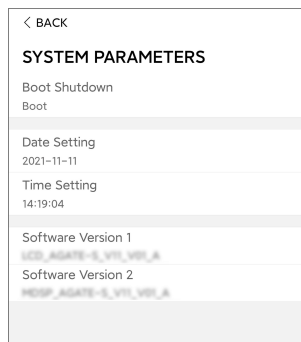 < BACK
SYSTEM PARAMETERS
Boot Shutdown
Boot
Date Setting
2021-11-11
Time Setting
14:19:04
Software Version 1
LCD_AGATE-S_V11_V01_A
Software Version 2
MDSP_AGATE-S_V11_V01_A